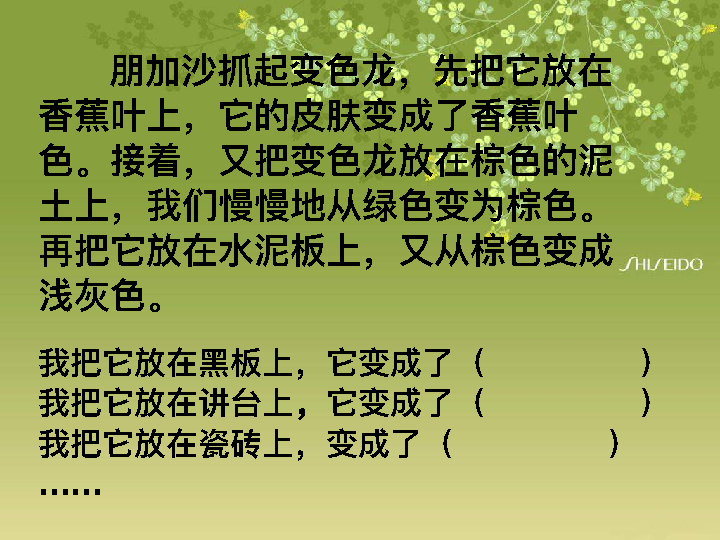 朋加沙抓起变色龙，先把它放在
香蕉叶上，它的皮肤变成了香蕉叶
色。接着，又把变色龙放在棕色的泥
土上，我们慢慢地从绿色变为棕色。
再把它放在水泥板上，又从棕色变成
浅灰色。
SHISEIDO
我把它放在黑板上，它变成了（　　　　　）
我把它放在讲台上，它变成了（　　　　　）
我把它放在瓷砖上，变成了（　　　　　）
……